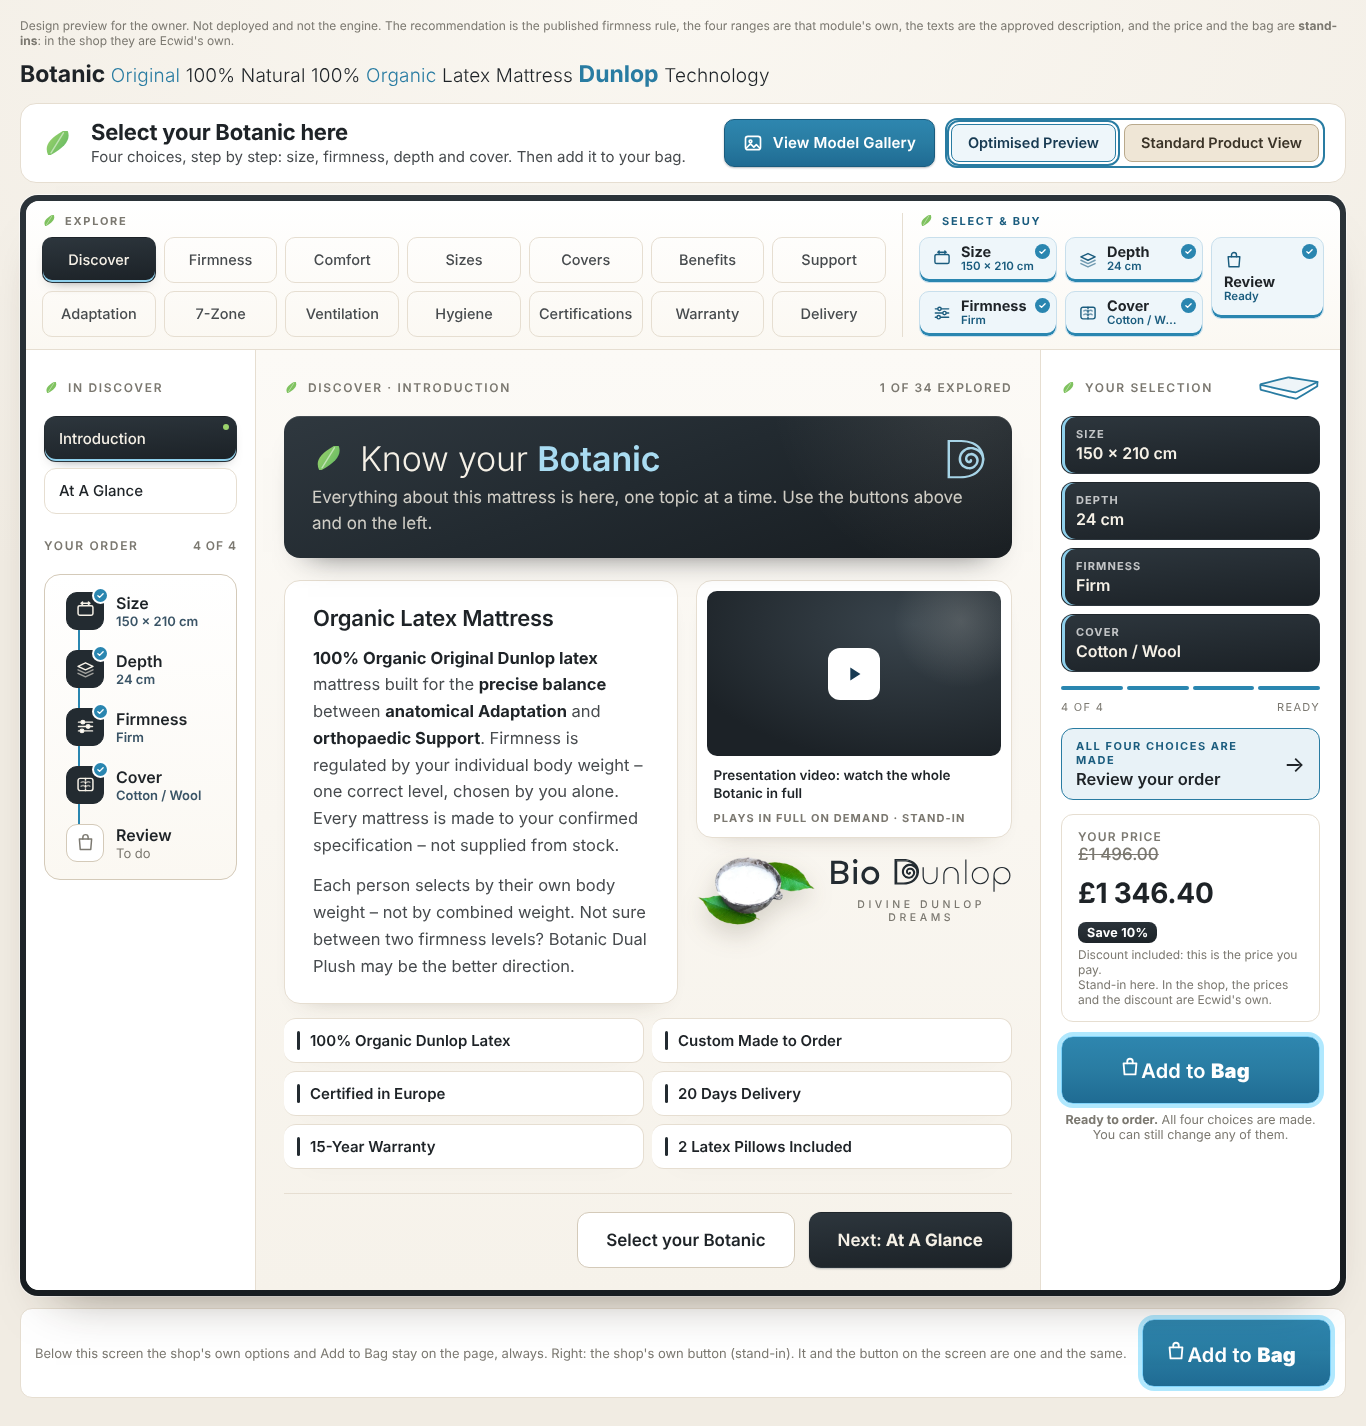 Design preview for the owner. Not deployed and not the engine. The recommendation is the published firmness rule, the four ranges are that module's own, the texts are the approved description, and the price and the bag are stand-
ins: in the shop they are Ecwid's own.
Botanic Original 100% Natural 100% Organic Latex Mattress Dunlop Technology
Select your Botanic here
Four choices, step by step: size, firmness, depth and cover. Then add it to your bag.
View Model Gallery
Optimised Preview
Standard Product View
EXPLORE
Discover
Firmness
Comfort
Sizes
Covers
Benefits
Support
Adaptation
7-Zone
Ventilation
Hygiene
Certifications
Warranty
Delivery
SELECT & BUY
Size
150 × 210 cm
Depth
24 cm
Firmness
Firm
Cover
Cotton / W...
Review
Ready
IN DISCOVER
Introduction
At A Glance
YOUR ORDER
4 OF 4
Size
150 × 210 cm
Depth
24 cm
Firmness
Firm
Cover
Cotton / Wool
Review
To do
DISCOVER · INTRODUCTION
1 OF 34 EXPLORED
Know your Botanic
Everything about this mattress is here, one topic at a time. Use the buttons above
and on the left.
Organic Latex Mattress
100% Organic Original Dunlop latex
mattress built for the precise balance
between anatomical Adaptation and
orthopaedic Support. Firmness is
regulated by your individual body weight –
one correct level, chosen by you alone.
Every mattress is made to your confirmed
specification – not supplied from stock.
Each person selects by their own body
weight – not by combined weight. Not sure
between two firmness levels? Botanic Dual
Plush may be the better direction.
Presentation video: watch the whole
Botanic in full
PLAYS IN FULL ON DEMAND · STAND-IN
Bio Dunlop
DIVINE DUNLOP
DREAMS
100% Organic Dunlop Latex
Custom Made to Order
Certified in Europe
20 Days Delivery
15-Year Warranty
2 Latex Pillows Included
Select your Botanic
Next: At A Glance
YOUR SELECTION
SIZE
150 × 210 cm
DEPTH
24 cm
FIRMNESS
Firm
COVER
Cotton / Wool
4 OF 4
READY
ALL FOUR CHOICES ARE
MADE
Review your order
YOUR PRICE
£1 496.00
£1 346.40
Save 10%
Discount included: this is the price you
pay.
Stand-in here. In the shop, the prices
and the discount are Ecwid's own.
Add to Bag
Ready to order. All four choices are made.
You can still change any of them.
Below this screen the shop's own options and Add to Bag stay on the page, always. Right: the shop's own button (stand-in). It and the button on the screen are one and the same.
Add to Bag